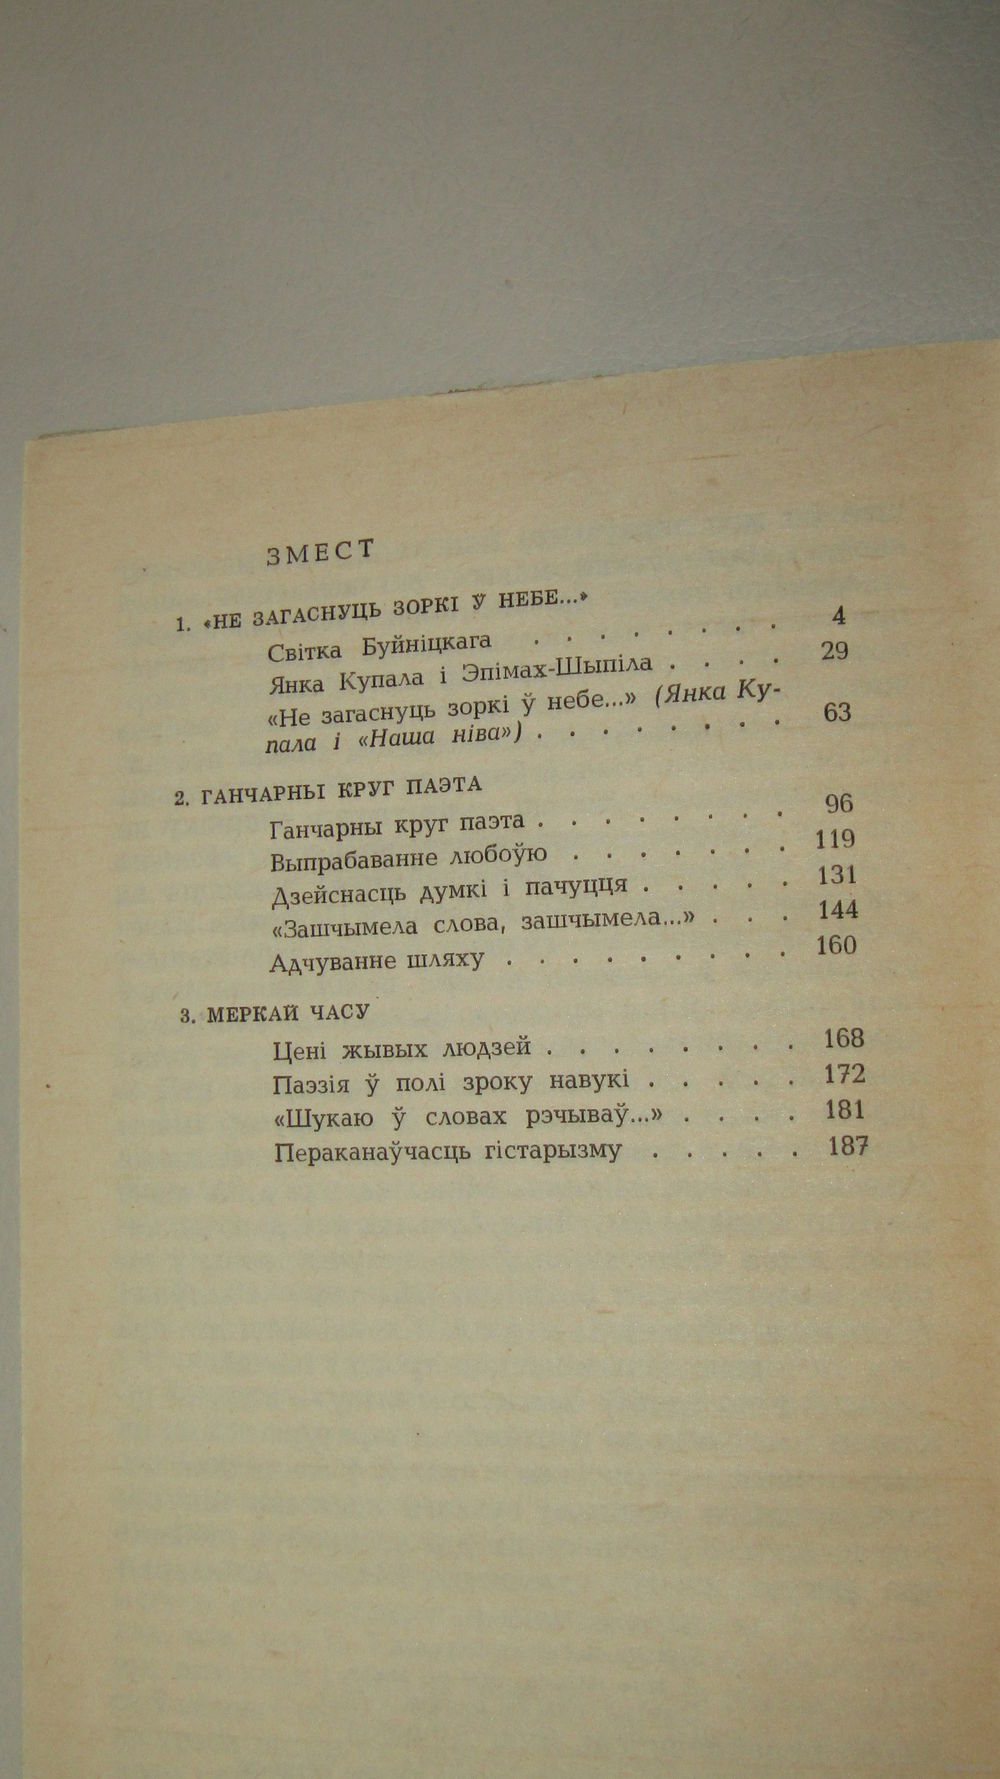 ЗМЕСТ
1. «НЕ ЗАГАСНУЦЬ ЗОРКІ Ў НЕБЕ...»
Світка Буйніцкага . . . . . . . . 4
Янка Купала і Эпімах-Шыпіла . . . . 29
«Не загаснуць зоркі ў небе...» (Янка Ку-
пала і «Наша ніва») . . . . . . . . 63
2. ГАНЧАРНЫ КРУГ ПАЭТА
Ганчарны круг паэта . . . . . . . . 96
Выпрабаванне любоўю . . . . . . . 119
Дзейснасць думкі і пачуцця . . . . . 131
«Зашчымела слова, зашчымела...» . . . 144
Адчуванне шляху . . . . . . . . . 160
3. МЕРКАЙ ЧАСУ
Цені жывых людзей . . . . . . . . 168
Паэзія ў полі зроку навукі . . . . . 172
«Шукаю ў словах рэчываў...» . . . . 181
Пераканаўчасць гістарызму . . . . . 187